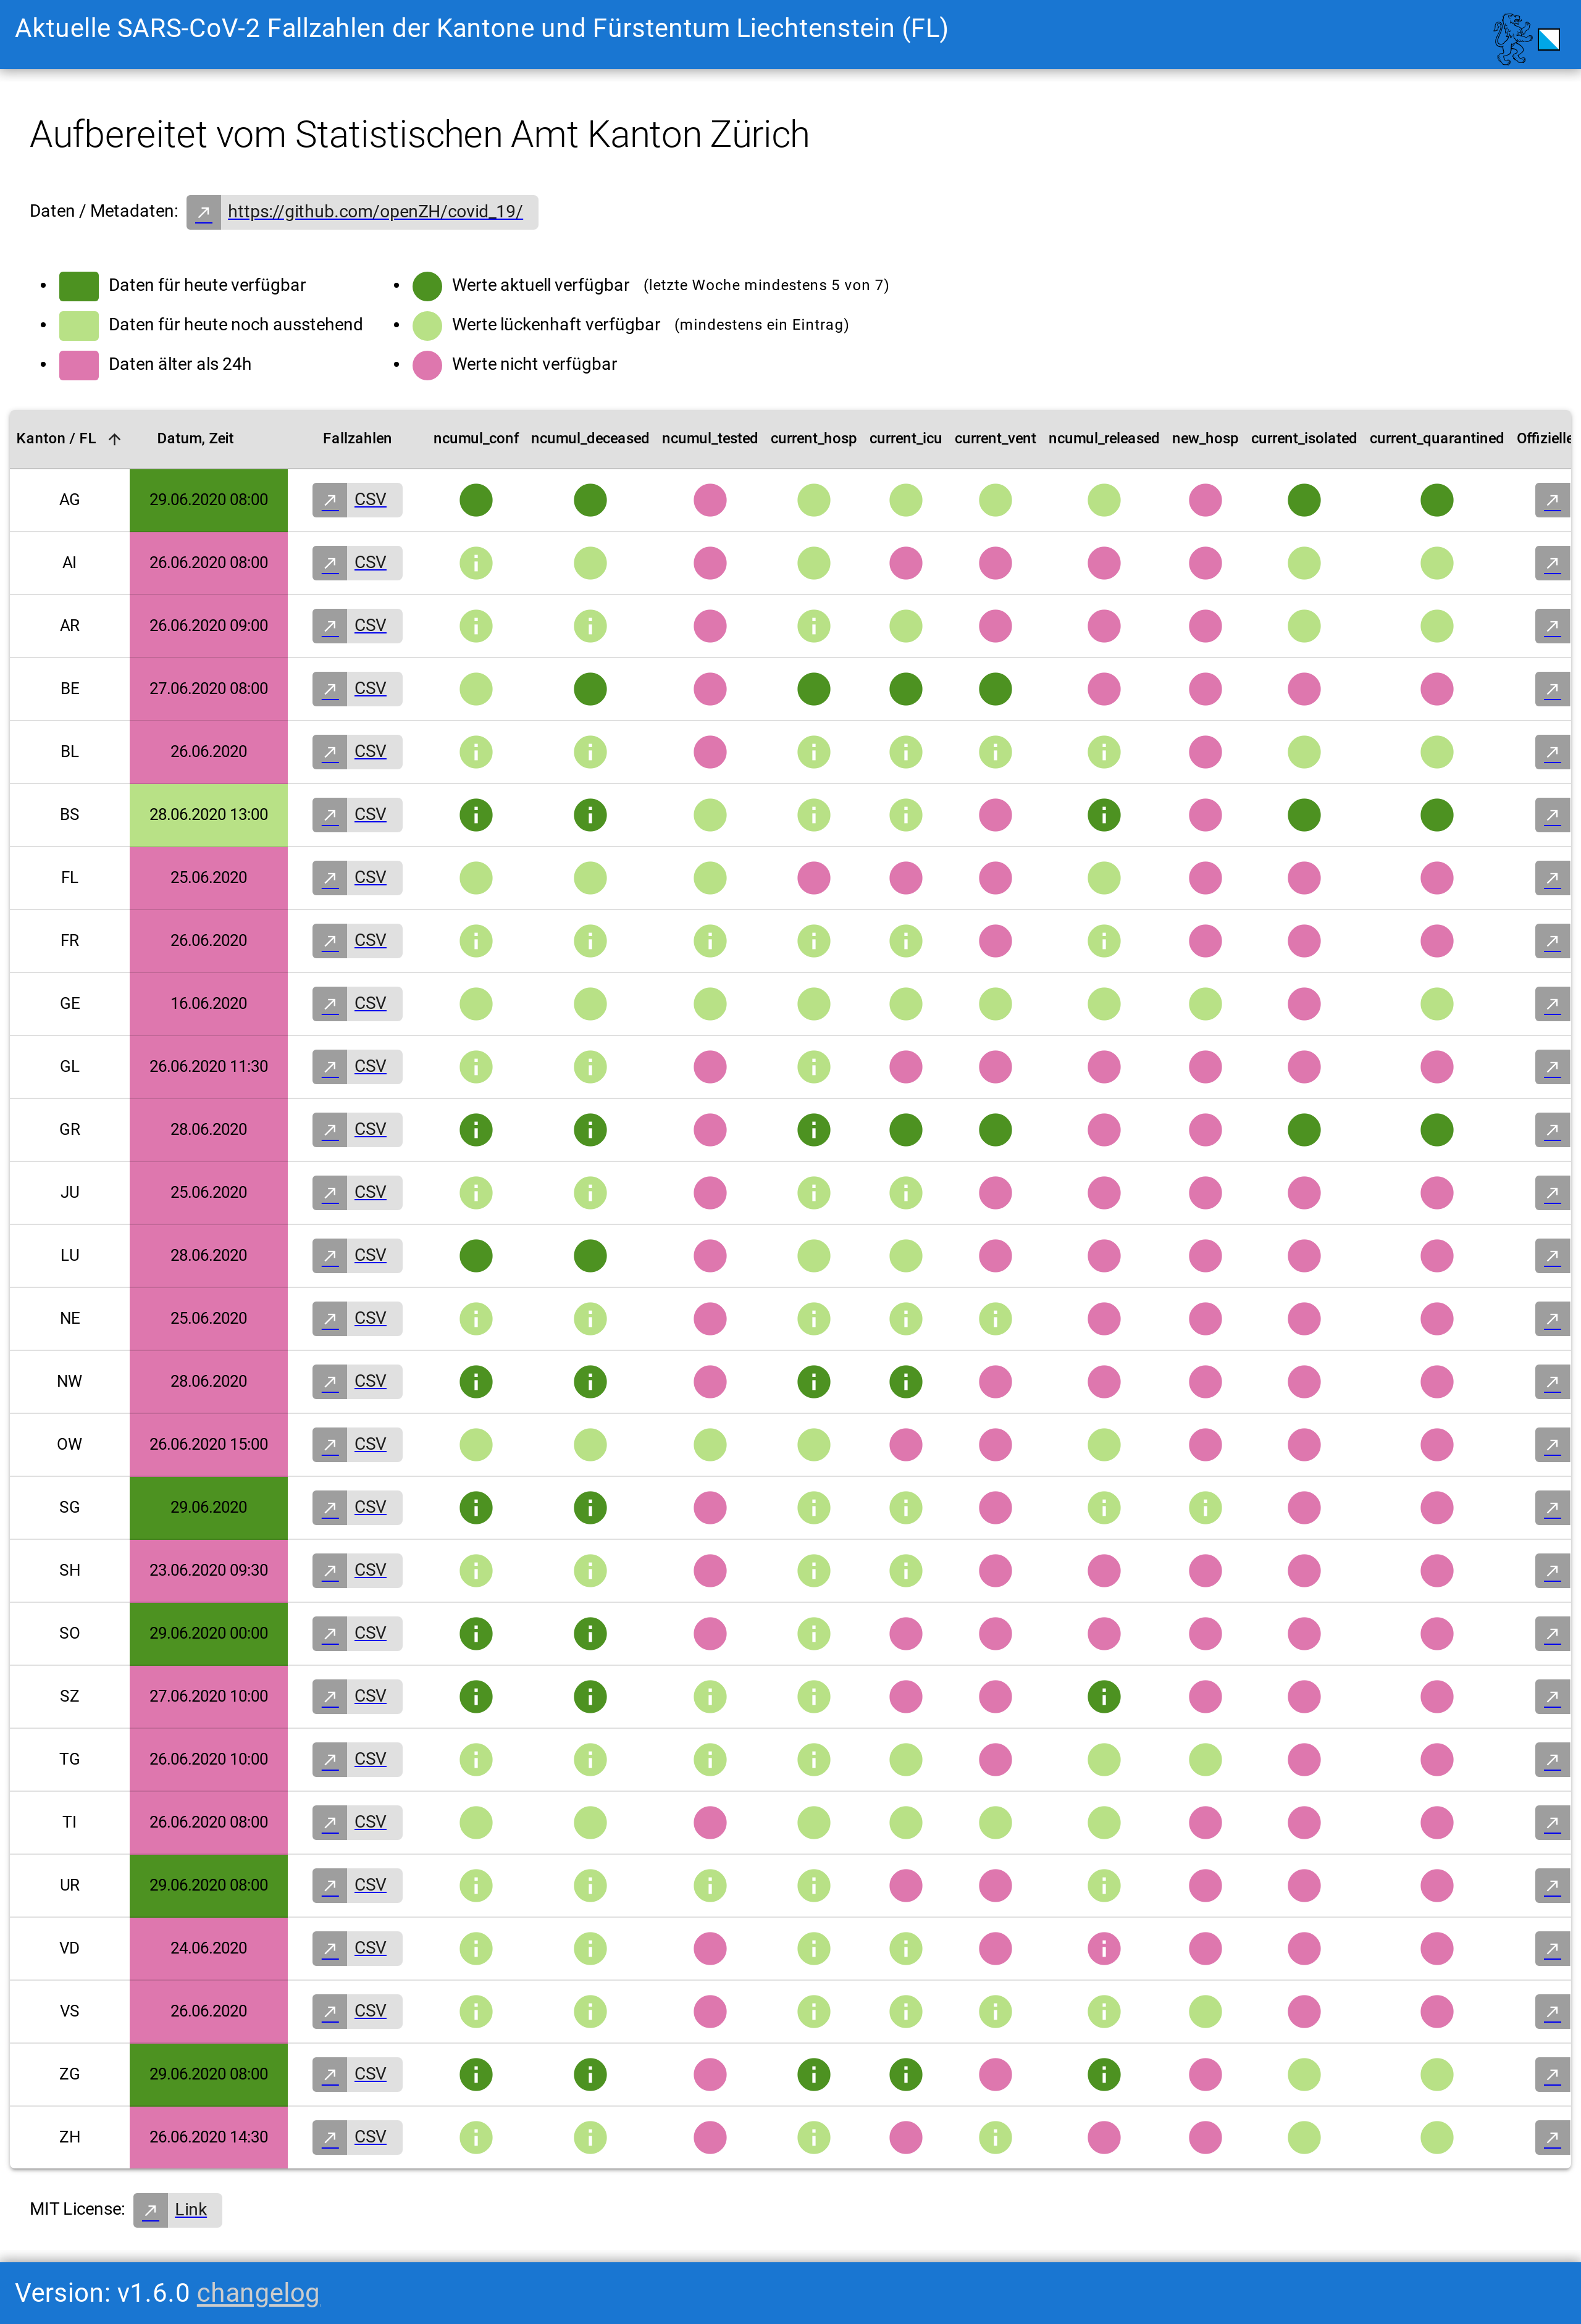 Aktuelle SARS-CoV-2 Fallzahlen der Kantone und Fürstentum Liechtenstein (FL)
Aufbereitet vom Statistischen Amt Kanton Zürich
Daten / Metadaten: https://github.com/openZH/covid_19/
Daten für heute verfügbar
Daten für heute noch ausstehend
Daten älter als 24h
Werte aktuell verfügbar (letzte Woche mindestens 5 von 7)
Werte lückenhaft verfügbar (mindestens ein Eintrag)
Werte nicht verfügbar
Kanton / FL Datum, Zeit Fallzahlen ncumul_conf ncumul_deceased ncumul_tested current_hosp current_icu current_vent ncumul_released new_hosp current_isolated current_quarantined Offizielle
AG 29.06.2020 08:00 CSV
AI 26.06.2020 08:00 CSV
AR 26.06.2020 09:00 CSV
BE 27.06.2020 08:00 CSV
BL 26.06.2020 CSV
BS 28.06.2020 13:00 CSV
FL 25.06.2020 CSV
FR 26.06.2020 CSV
GE 16.06.2020 CSV
GL 26.06.2020 11:30 CSV
GR 28.06.2020 CSV
JU 25.06.2020 CSV
LU 28.06.2020 CSV
NE 25.06.2020 CSV
NW 28.06.2020 CSV
OW 26.06.2020 15:00 CSV
SG 29.06.2020 CSV
SH 23.06.2020 09:30 CSV
SO 29.06.2020 00:00 CSV
SZ 27.06.2020 10:00 CSV
TG 26.06.2020 10:00 CSV
TI 26.06.2020 08:00 CSV
UR 29.06.2020 08:00 CSV
VD 24.06.2020 CSV
VS 26.06.2020 CSV
ZG 29.06.2020 08:00 CSV
ZH 26.06.2020 14:30 CSV
MIT License: Link
Version: v1.6.0 changelog